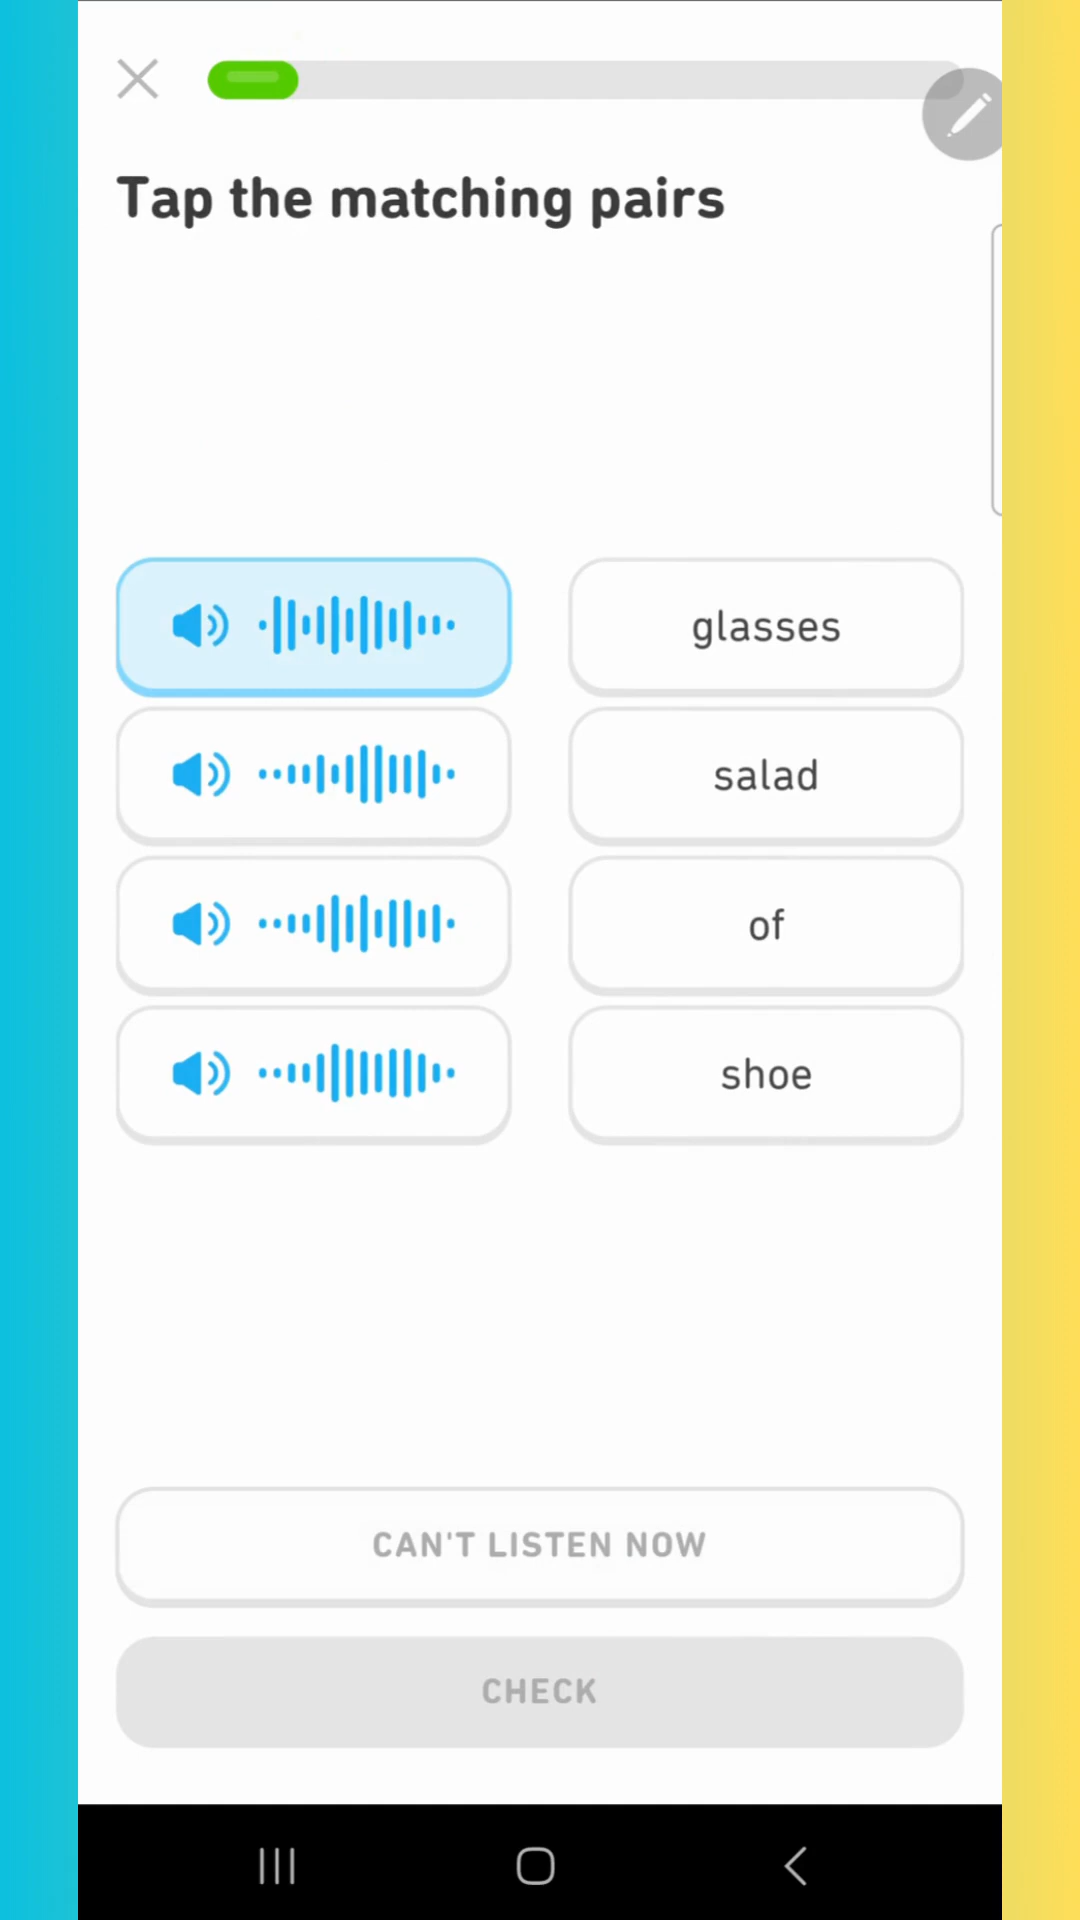 Tap the matching pairs
glasses
salad
of
shoe
CAN'T LISTEN NOW
CHECK